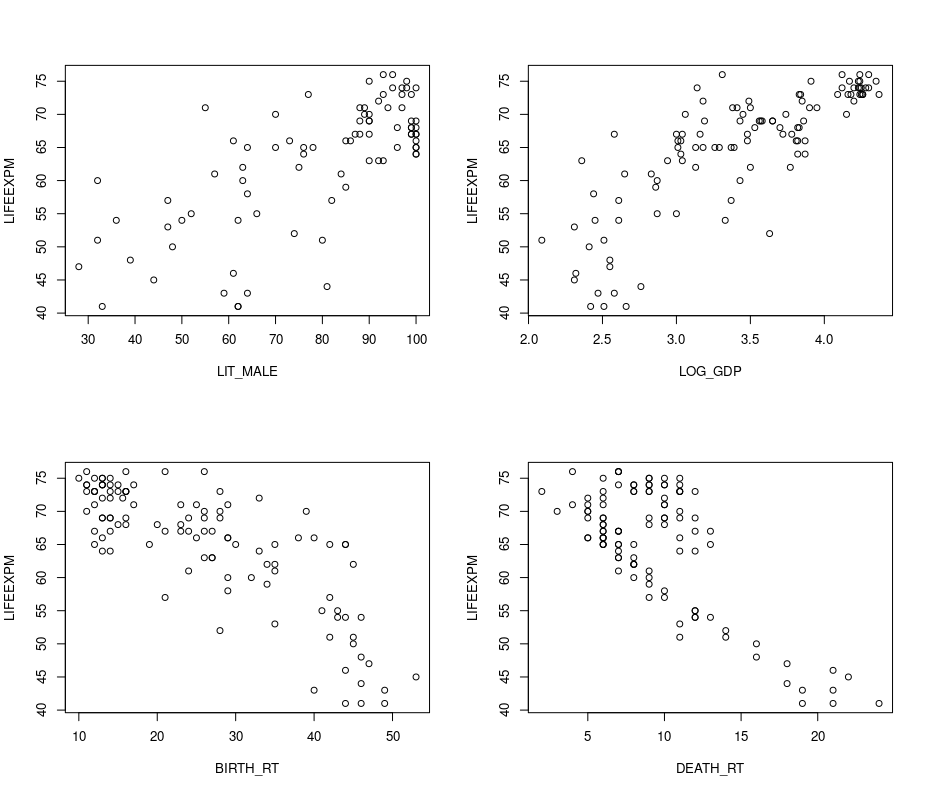 LIFEEXPM
40 45 50 55 60 65 70 75
30 40 50 60 70 80 90 100
LIT_MALE
LIFEEXPM
40 45 50 55 60 65 70 75
2.0 2.5 3.0 3.5 4.0
LOG_GDP
LIFEEXPM
40 45 50 55 60 65 70 75
10 20 30 40 50
BIRTH_RT
LIFEEXPM
40 45 50 55 60 65 70 75
5 10 15 20
DEATH_RT